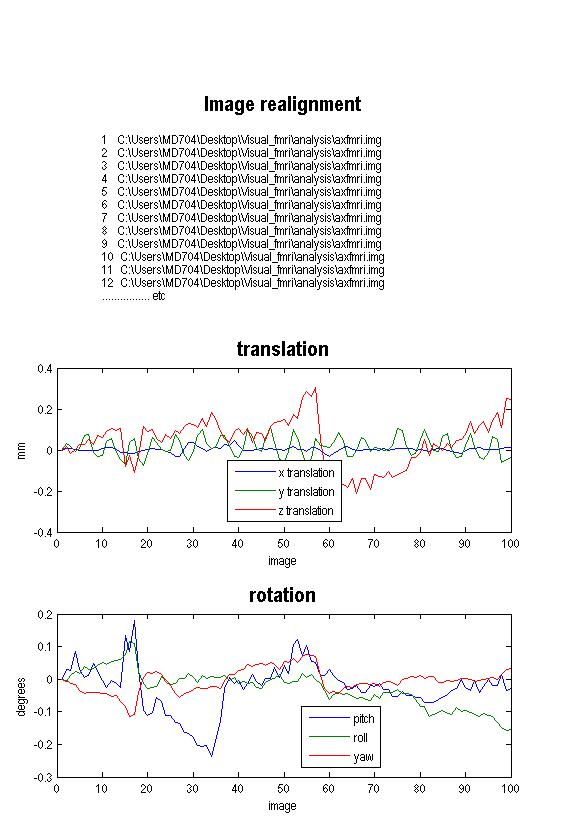 Image realignment
1 C:\Users\MD704\Desktop\Visual_fmri\analysis\axfmri.img
2 C:\Users\MD704\Desktop\Visual_fmri\analysis\axfmri.img
3 C:\Users\MD704\Desktop\Visual_fmri\analysis\axfmri.img
4 C:\Users\MD704\Desktop\Visual_fmri\analysis\axfmri.img
5 C:\Users\MD704\Desktop\Visual_fmri\analysis\axfmri.img
6 C:\Users\MD704\Desktop\Visual_fmri\analysis\axfmri.img
7 C:\Users\MD704\Desktop\Visual_fmri\analysis\axfmri.img
8 C:\Users\MD704\Desktop\Visual_fmri\analysis\axfmri.img
9 C:\Users\MD704\Desktop\Visual_fmri\analysis\axfmri.img
10 C:\Users\MD704\Desktop\Visual_fmri\analysis\axfmri.img
11 C:\Users\MD704\Desktop\Visual_fmri\analysis\axfmri.img
12 C:\Users\MD704\Desktop\Visual_fmri\analysis\axfmri.img
................ etc
translation
0.4
0.2
0
-0.2
-0.4
mm
x translation
y translation
z translation
0 10 20 30 40 50 60 70 80 90 100
image
rotation
0.2
0.1
0
-0.1
-0.2
-0.3
degrees
pitch
roll
yaw
0 10 20 30 40 50 60 70 80 90 100
image